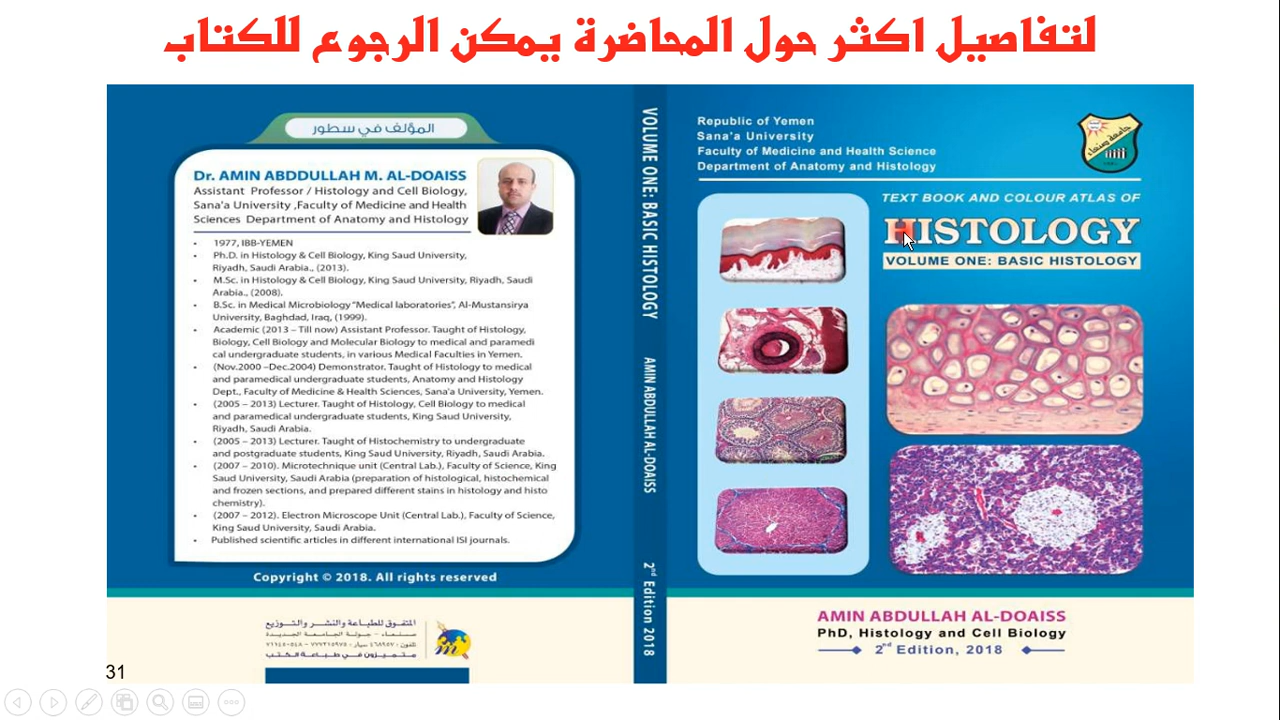 لتفاصيل اكثر حول المحاضرة يمكن الرجوع للكتاب
المؤلف في سطور
Dr. AMIN ABDDULLAH M. AL-DOAISS
Assistant Professor / Histology and Cell Biology,
Sana'a University ,Faculty of Medicine and Health
Sciences Department of Anatomy and Histology
• 1977, IBB-YEMEN
• Ph.D. in Histology & Cell Biology, King Saud University,
Riyadh, Saudi Arabia., (2013).
• M.Sc. in Histology & Cell Biology, King Saud University, Riyadh, Saudi
Arabia., (2008).
• B.Sc. in Medical Microbiology "Medical laboratories", Al-Mustansirya
University, Baghdad, Iraq, (1999).
• Academic (2013 – Till now) Assistant Professor. Taught of Histology,
Biology, Cell Biology and Molecular Biology to medical and paramedi
cal undergraduate students, in various Medical Faculties in Yemen.
• (Nov.2000 –Dec.2004) Demonstrator. Taught of Histology to medical
and paramedical undergraduate students, Anatomy and Histology
Dept., Faculty of Medicine & Health Sciences, Sana'a University, Yemen.
• (2005 – 2013) Lecturer. Taught of Histology, Cell Biology to medical
and paramedical undergraduate students, King Saud University,
Riyadh, Saudi Arabia.
• (2005 – 2013) Lecturer. Taught of Histochemistry to undergraduate
and postgraduate students, King Saud University, Riyadh, Saudi Arabia.
• (2007 – 2010). Microtechnique unit (Central Lab.), Faculty of Science, King
Saud University, Saudi Arabia (preparation of histological, histochemical
and frozen sections, and prepared different stains in histology and histo
chemistry).
• (2007 – 2012). Electron Microscope Unit (Central Lab.), Faculty of Science,
King Saud University, Saudi Arabia.
• Published scientific articles in different international ISI journals.
Copyright © 2018. All rights reserved
المتفوق للطباعة والنشر والتوزيع
صنعاء - جولة الجامعة الجديدة
متميزون في طباعة الكتب
VOLUME ONE: BASIC HISTOLOGY
AMIN ABDULLAH AL-DOAISS
2nd Edition 2018
Republic of Yemen
Sana'a University
Faculty of Medicine and Health Science
Department of Anatomy and Histology
جامعة صنعاء
TEXT BOOK AND COLOUR ATLAS OF
HISTOLOGY
VOLUME ONE: BASIC HISTOLOGY
AMIN ABDULLAH AL-DOAISS
PhD, Histology and Cell Biology
2nd Edition, 2018
31